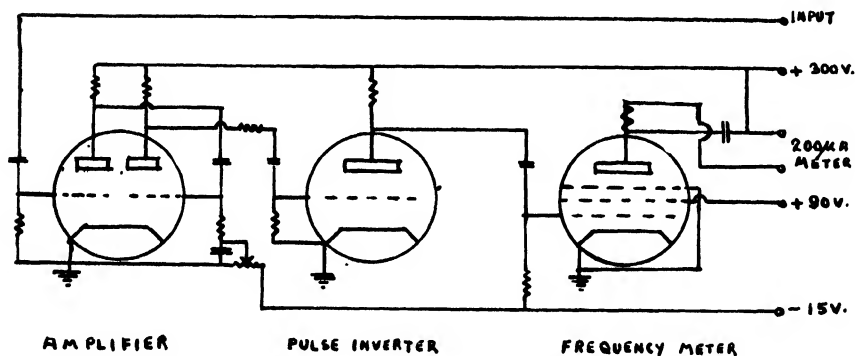 INPUT
+ 300V.
200μA
METER
+ 90V.
- 15V.
AMPLIFIER PULSE INVERTER FREQUENCY METER